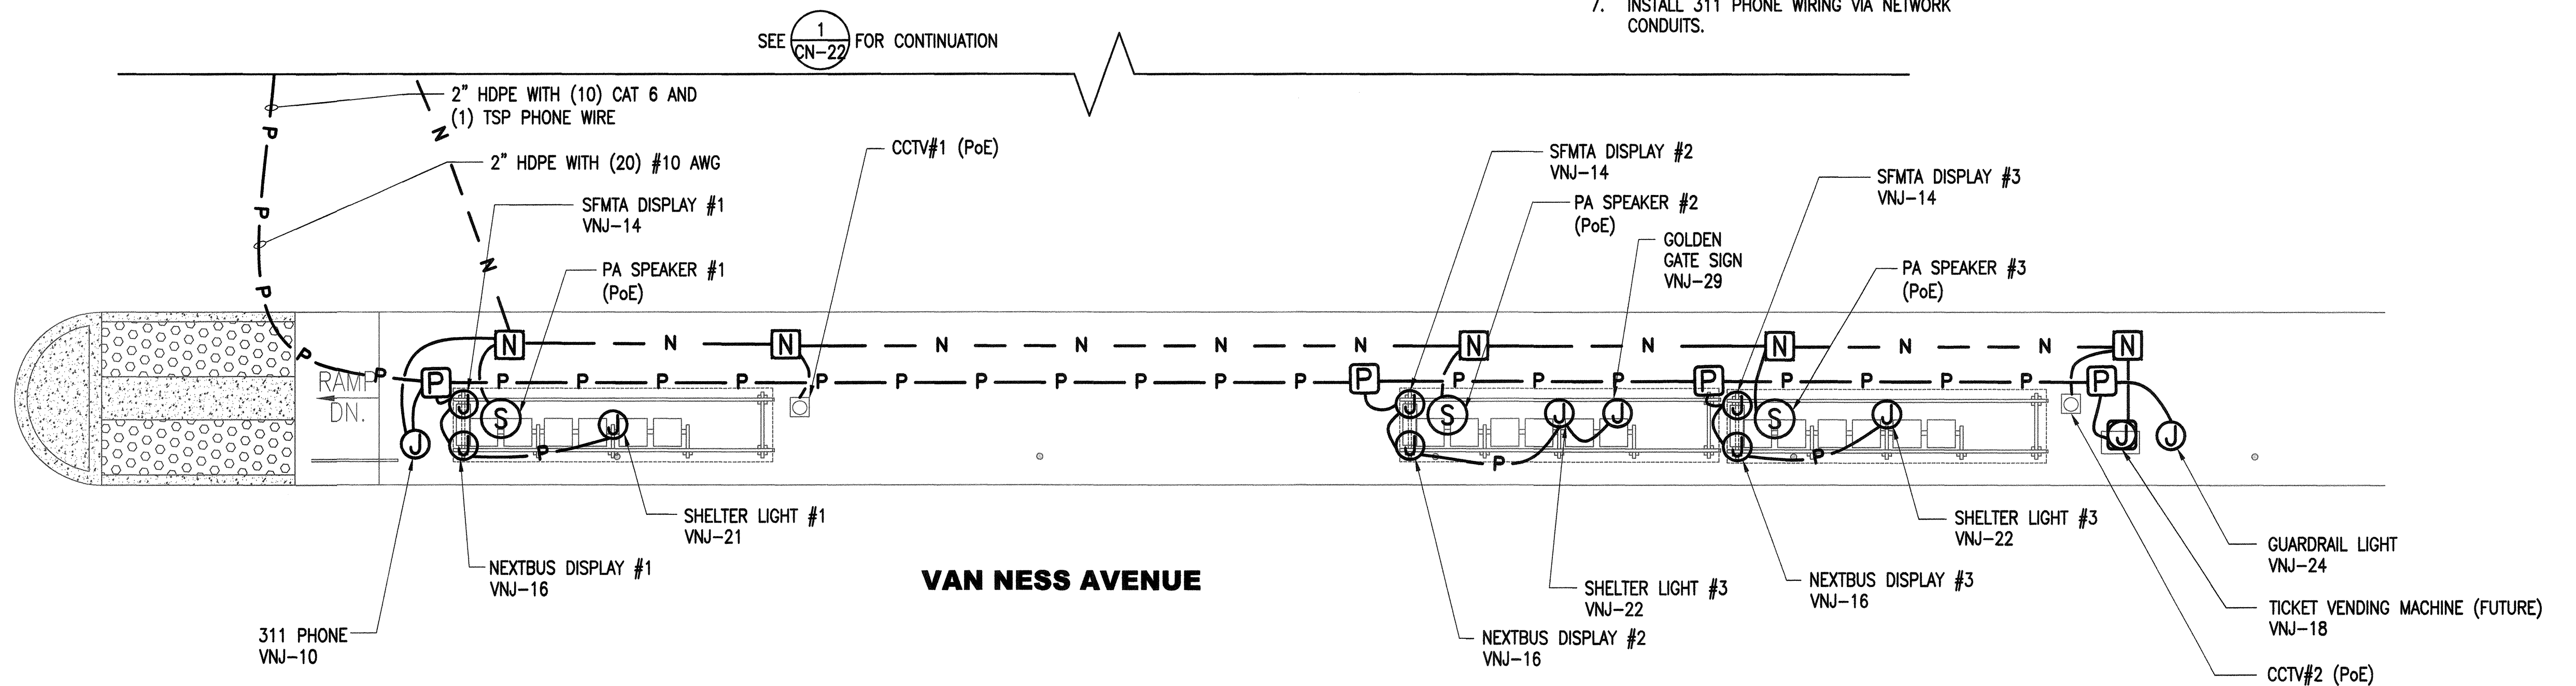 7. INSTALL 311 PHONE WIRING VIA NETWORK
CONDUITS.
SEE 1 FOR CONTINUATION
CN-22
2" HDPE WITH (10) CAT 6 AND
(1) TSP PHONE WIRE
2" HDPE WITH (20) #10 AWG
SFMTA DISPLAY #1
VNJ-14
PA SPEAKER #1
(PoE)
CCTV#1 (PoE)
SFMTA DISPLAY #2
VNJ-14
PA SPEAKER #2
(PoE)
GOLDEN
GATE SIGN
VNJ-29
SFMTA DISPLAY #3
VNJ-14
PA SPEAKER #3
(PoE)
P
N
P
N
P
P
P
N N N N N N N N N N N N
P P P P P P P P P P P P P P P P P P P P P P P
RAMP
DN.
J J S J J S J J J S J
J J J J J J
P P P
SHELTER LIGHT #1
VNJ-21
NEXTBUS DISPLAY #1
VNJ-16
311 PHONE
VNJ-10
VAN NESS AVENUE
SHELTER LIGHT #3
VNJ-22
NEXTBUS DISPLAY #2
VNJ-16
SHELTER LIGHT #3
VNJ-22
NEXTBUS DISPLAY #3
VNJ-16
GUARDRAIL LIGHT
VNJ-24
TICKET VENDING MACHINE (FUTURE)
VNJ-18
CCTV#2 (PoE)